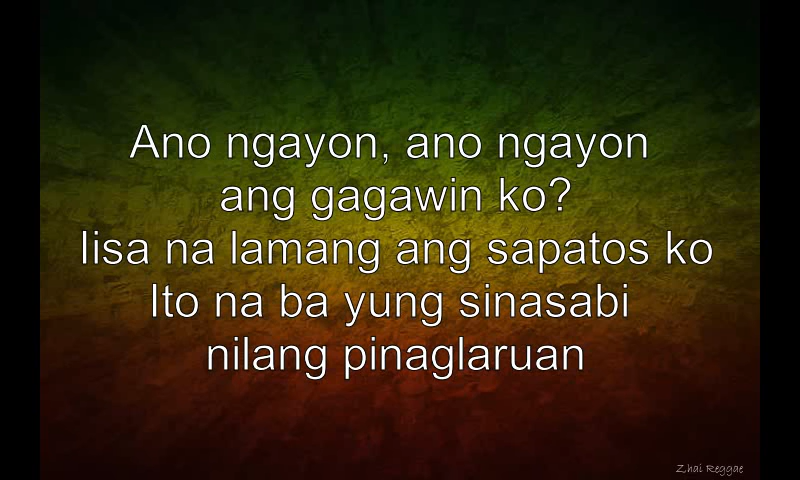 Ano ngayon, ano ngayon
ang gagawin ko?
Iisa na lamang ang sapatos ko
Ito na ba yung sinasabi
nilang pinaglaruan
Zhai Reggae